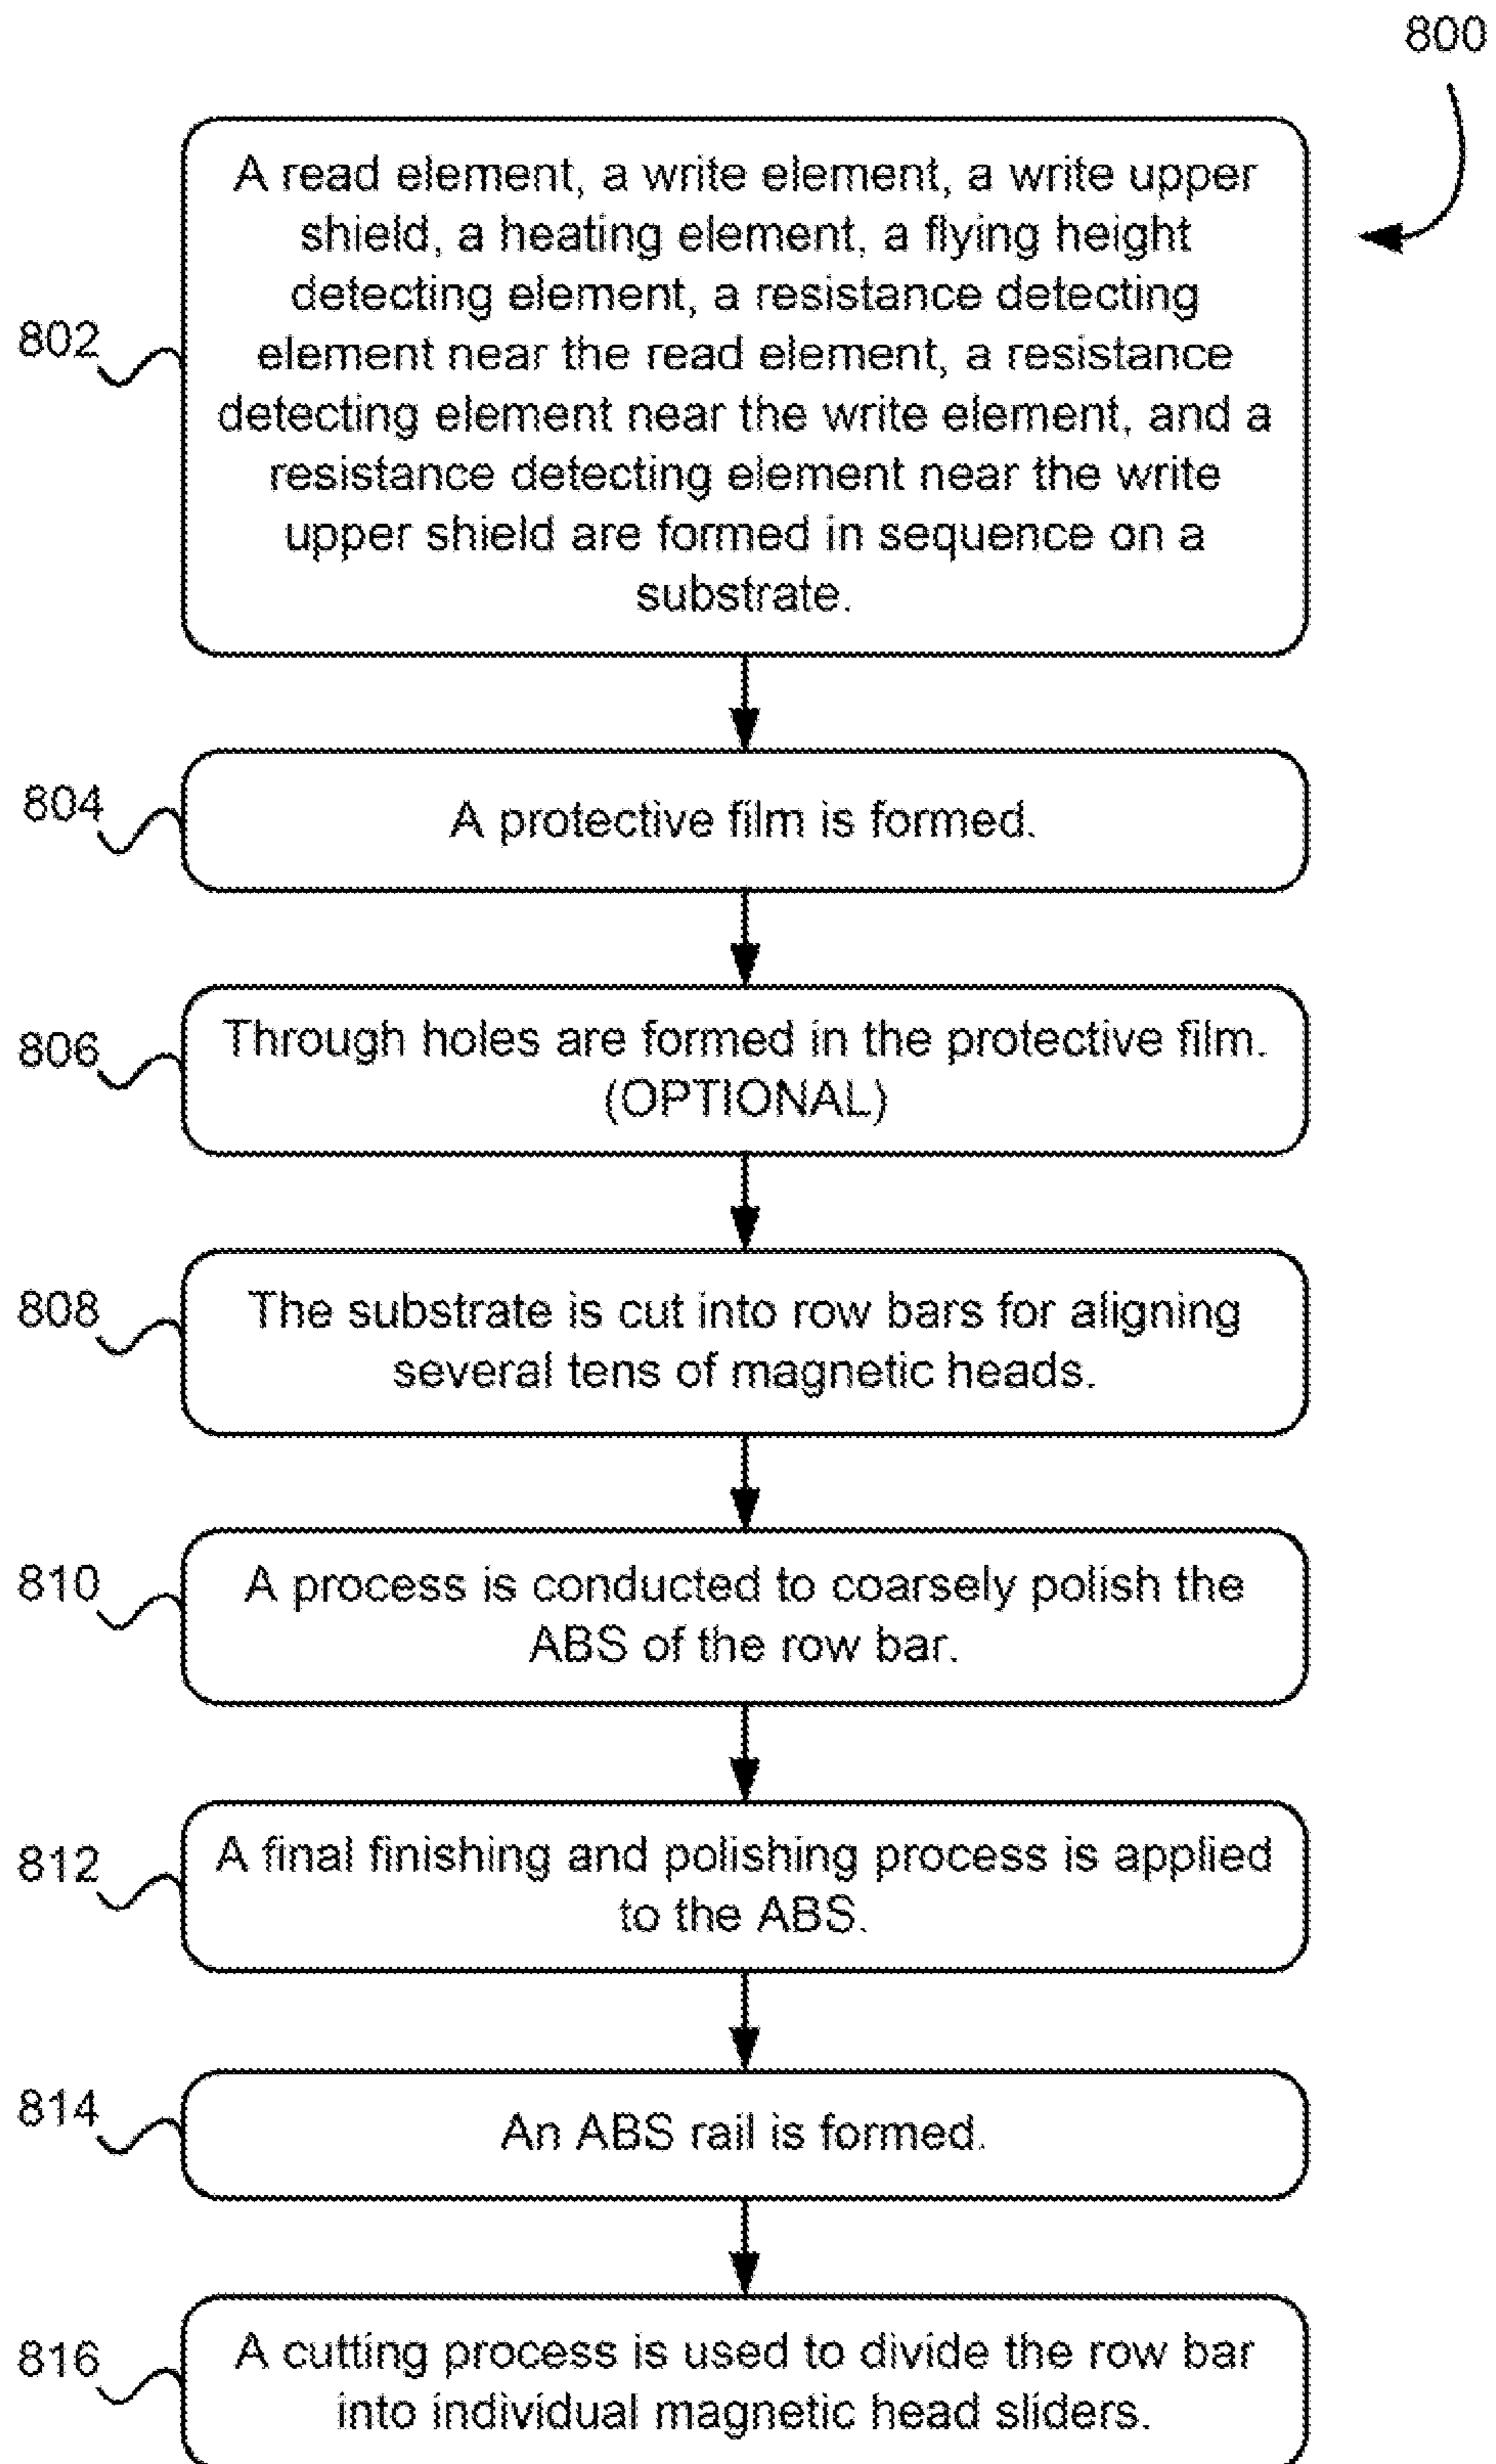 800
802
A read element, a write element, a write upper
shield, a heating element, a flying height
detecting element, a resistance detecting
element near the read element, a resistance
detecting element near the write element, and a
resistance detecting element near the write
upper shield are formed in sequence on a
substrate.
804
A protective film is formed.
806
Through holes are formed in the protective film.
(OPTIONAL)
808
The substrate is cut into row bars for aligning
several tens of magnetic heads.
810
A process is conducted to coarsely polish the
ABS of the row bar.
812
A final finishing and polishing process is applied
to the ABS.
814
An ABS rail is formed.
816
A cutting process is used to divide the row bar
into individual magnetic head sliders.